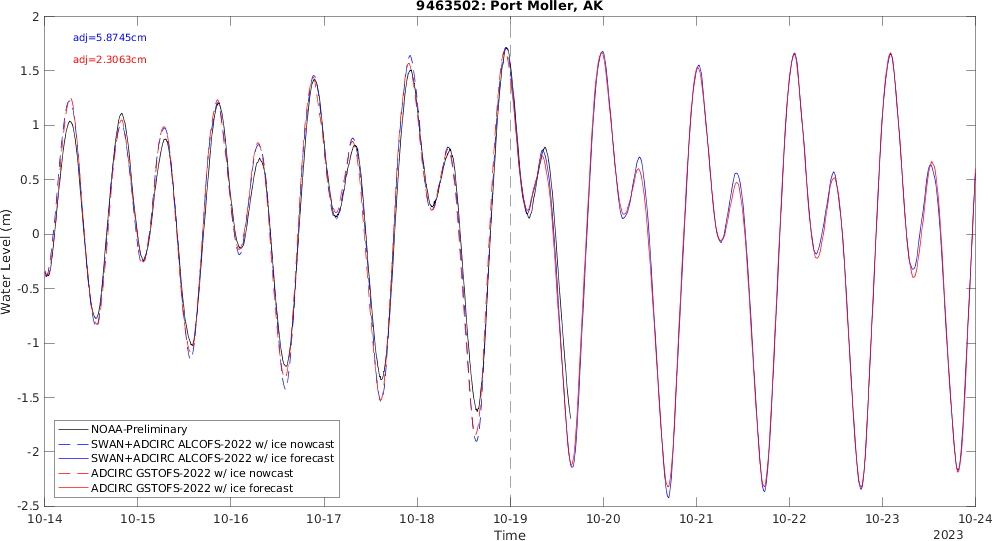 9463502: Port Moller, AK
adj=5.8745cm
adj=2.3063cm
Water Level (m)
2
1.5
1
0.5
0
-0.5
-1
-1.5
-2
-2.5
NOAA-Preliminary
SWAN+ADCIRC ALCOFS-2022 w/ ice nowcast
SWAN+ADCIRC ALCOFS-2022 w/ ice forecast
ADCIRC GSTOFS-2022 w/ ice nowcast
ADCIRC GSTOFS-2022 w/ ice forecast
10-14 10-15 10-16 10-17 10-18 10-19 10-20 10-21 10-22 10-23 10-24
Time
2023